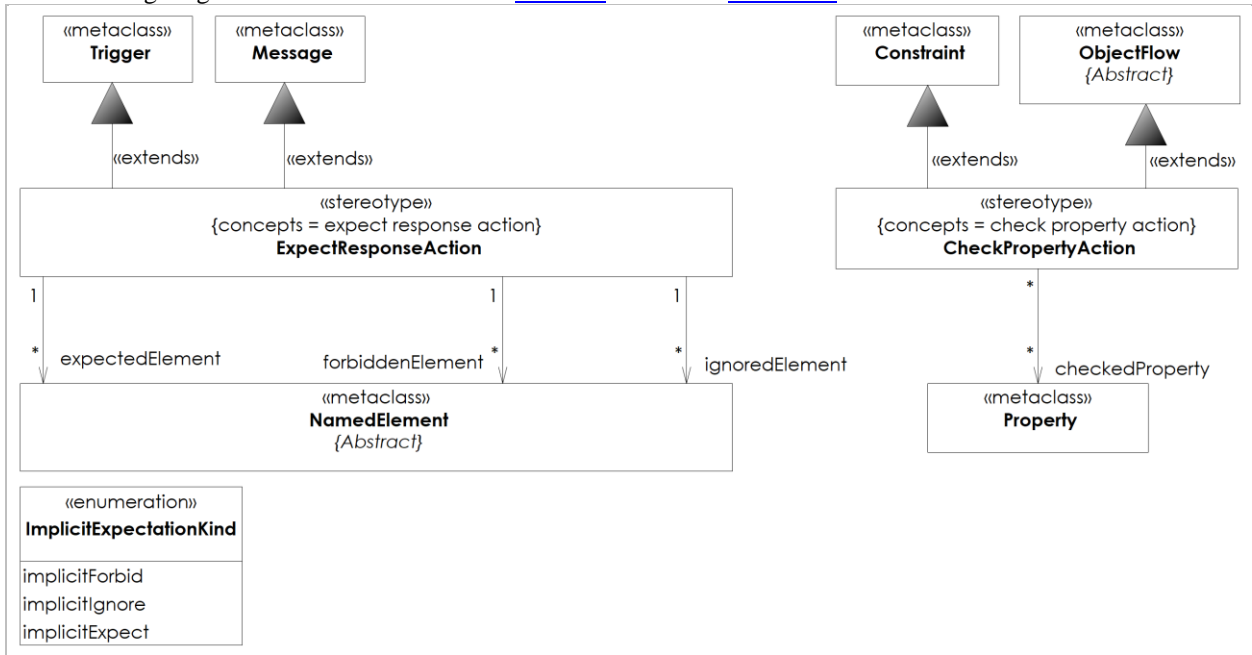 «metaclass»
Trigger
«metaclass»
Message
«metaclass»
Constraint
«metaclass»
ObjectFlow
{Abstract}
«extends»
«extends»
«extends»
«extends»
«stereotype»
{concepts = expect response action}
ExpectResponseAction
«stereotype»
{concepts = check property action}
CheckPropertyAction
1
1
1
*
* expectedElement
forbiddenElement *
* ignoredElement
* checkedProperty
«metaclass»
NamedElement
{Abstract}
«metaclass»
Property
«enumeration»
ImplicitExpectationKind
implicitForbid
implicitIgnore
implicitExpect